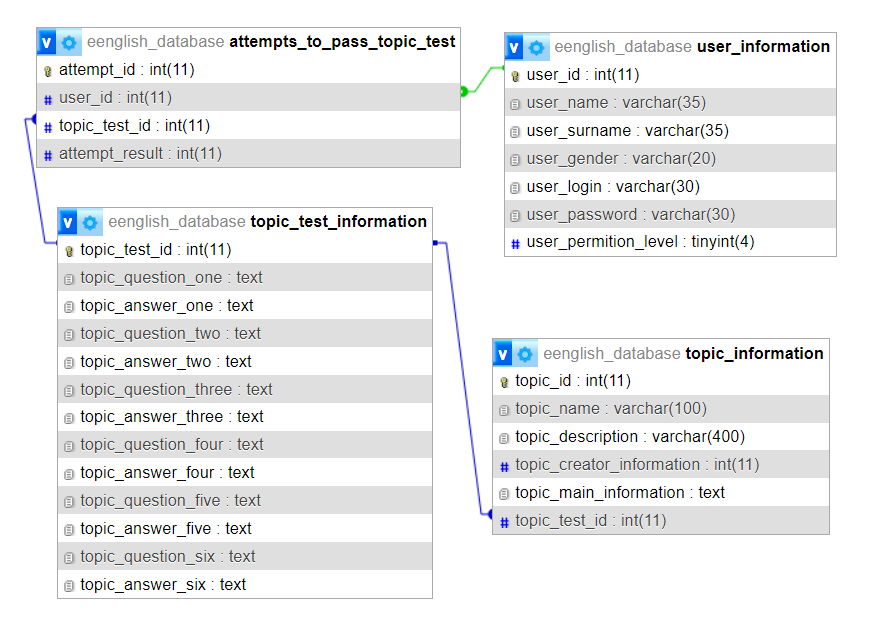 v eenglish_database attempts_to_pass_topic_test
attempt_id : int(11)
# user_id : int(11)
# topic_test_id : int(11)
# attempt_result : int(11)
v eenglish_database user_information
user_id : int(11)
user_name : varchar(35)
user_surname : varchar(35)
user_gender : varchar(20)
user_login : varchar(30)
user_password : varchar(30)
# user_permition_level : tinyint(4)
v eenglish_database topic_test_information
topic_test_id : int(11)
topic_question_one : text
topic_answer_one : text
topic_question_two : text
topic_answer_two : text
topic_question_three : text
topic_answer_three : text
topic_question_four : text
topic_answer_four : text
topic_question_five : text
topic_answer_five : text
topic_question_six : text
topic_answer_six : text
v eenglish_database topic_information
topic_id : int(11)
topic_name : varchar(100)
topic_description : varchar(400)
# topic_creator_information : int(11)
topic_main_information : text
# topic_test_id : int(11)